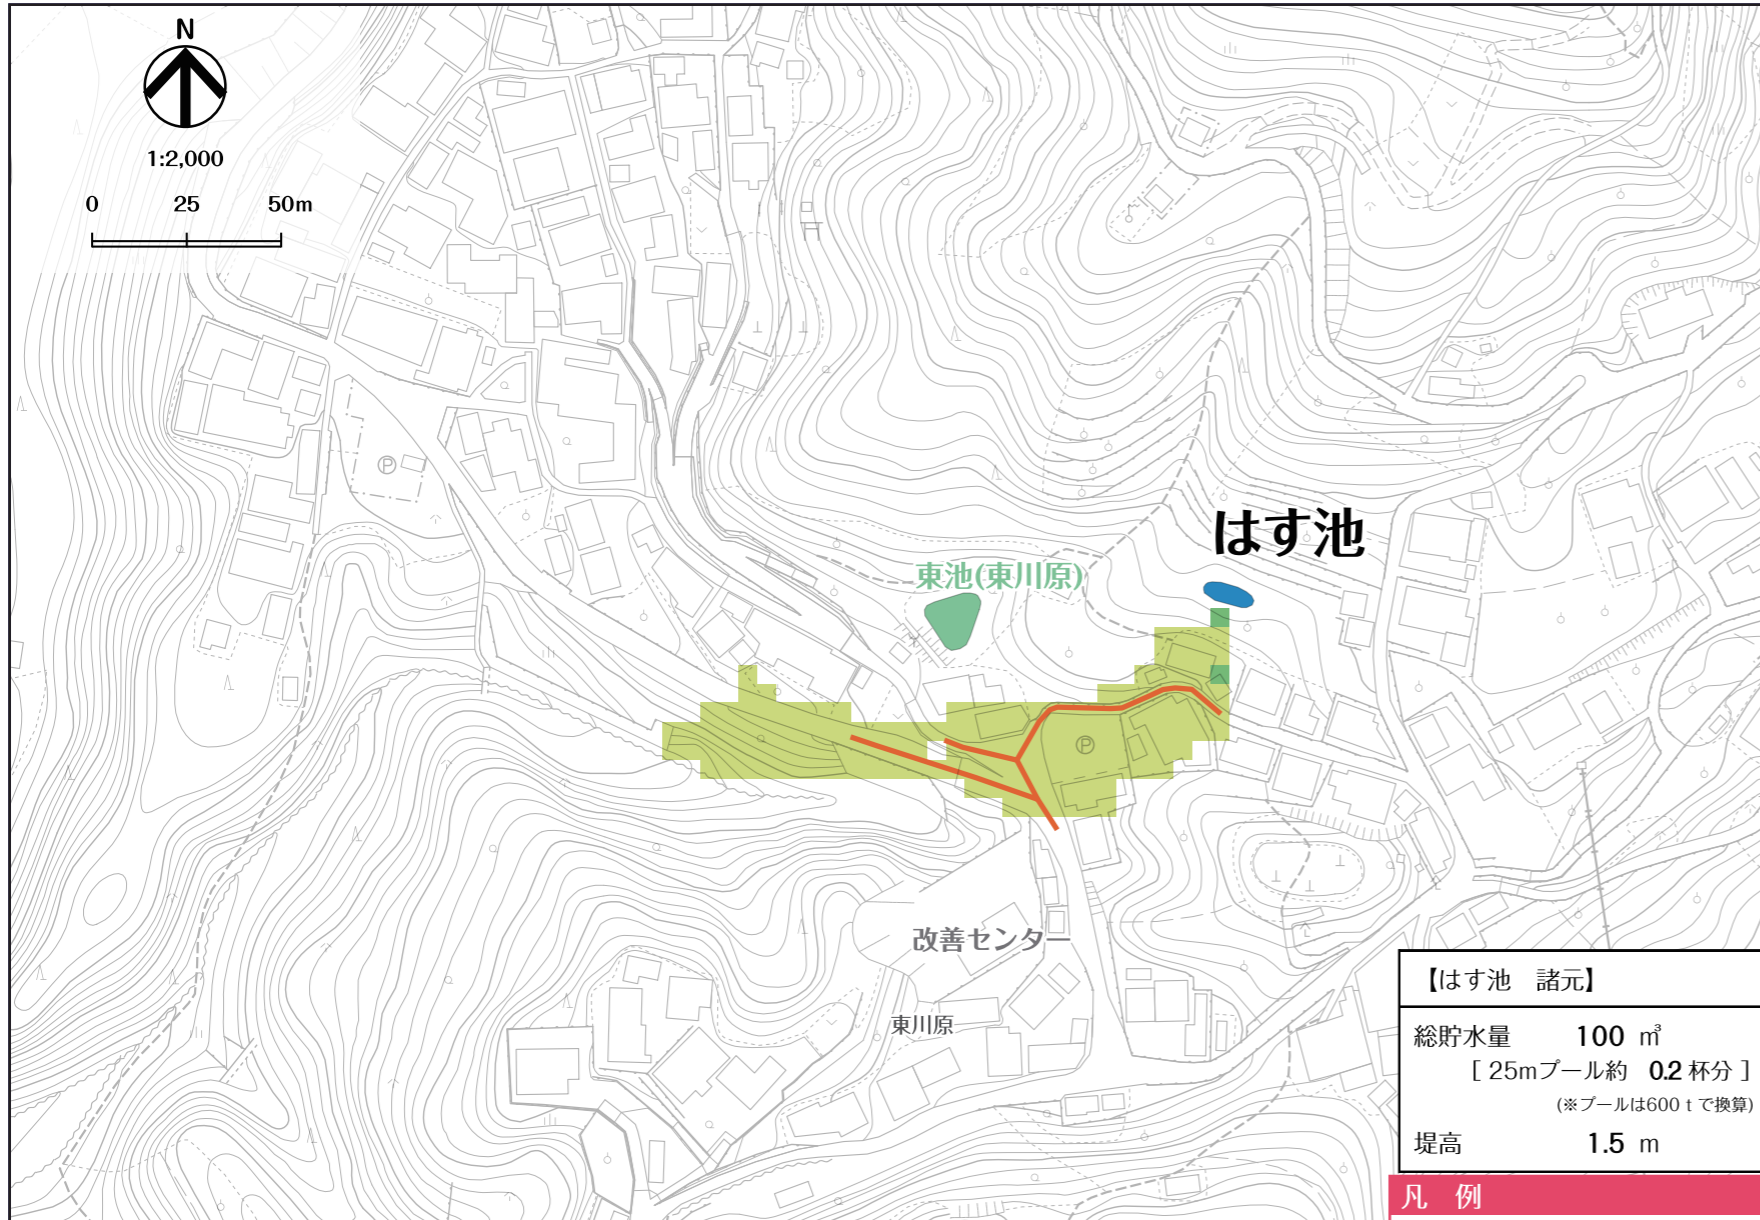 N
1:2,000
0 25 50m
はす池
東池(東川原)
Ⓟ
Ⓟ
改善センター
東川原
【はす池 諸元】
総貯水量 100 ㎥
[ 25mプール約 0.2 杯分 ]
(※プールは600 t で換算)
堤高 1.5 m
凡 例